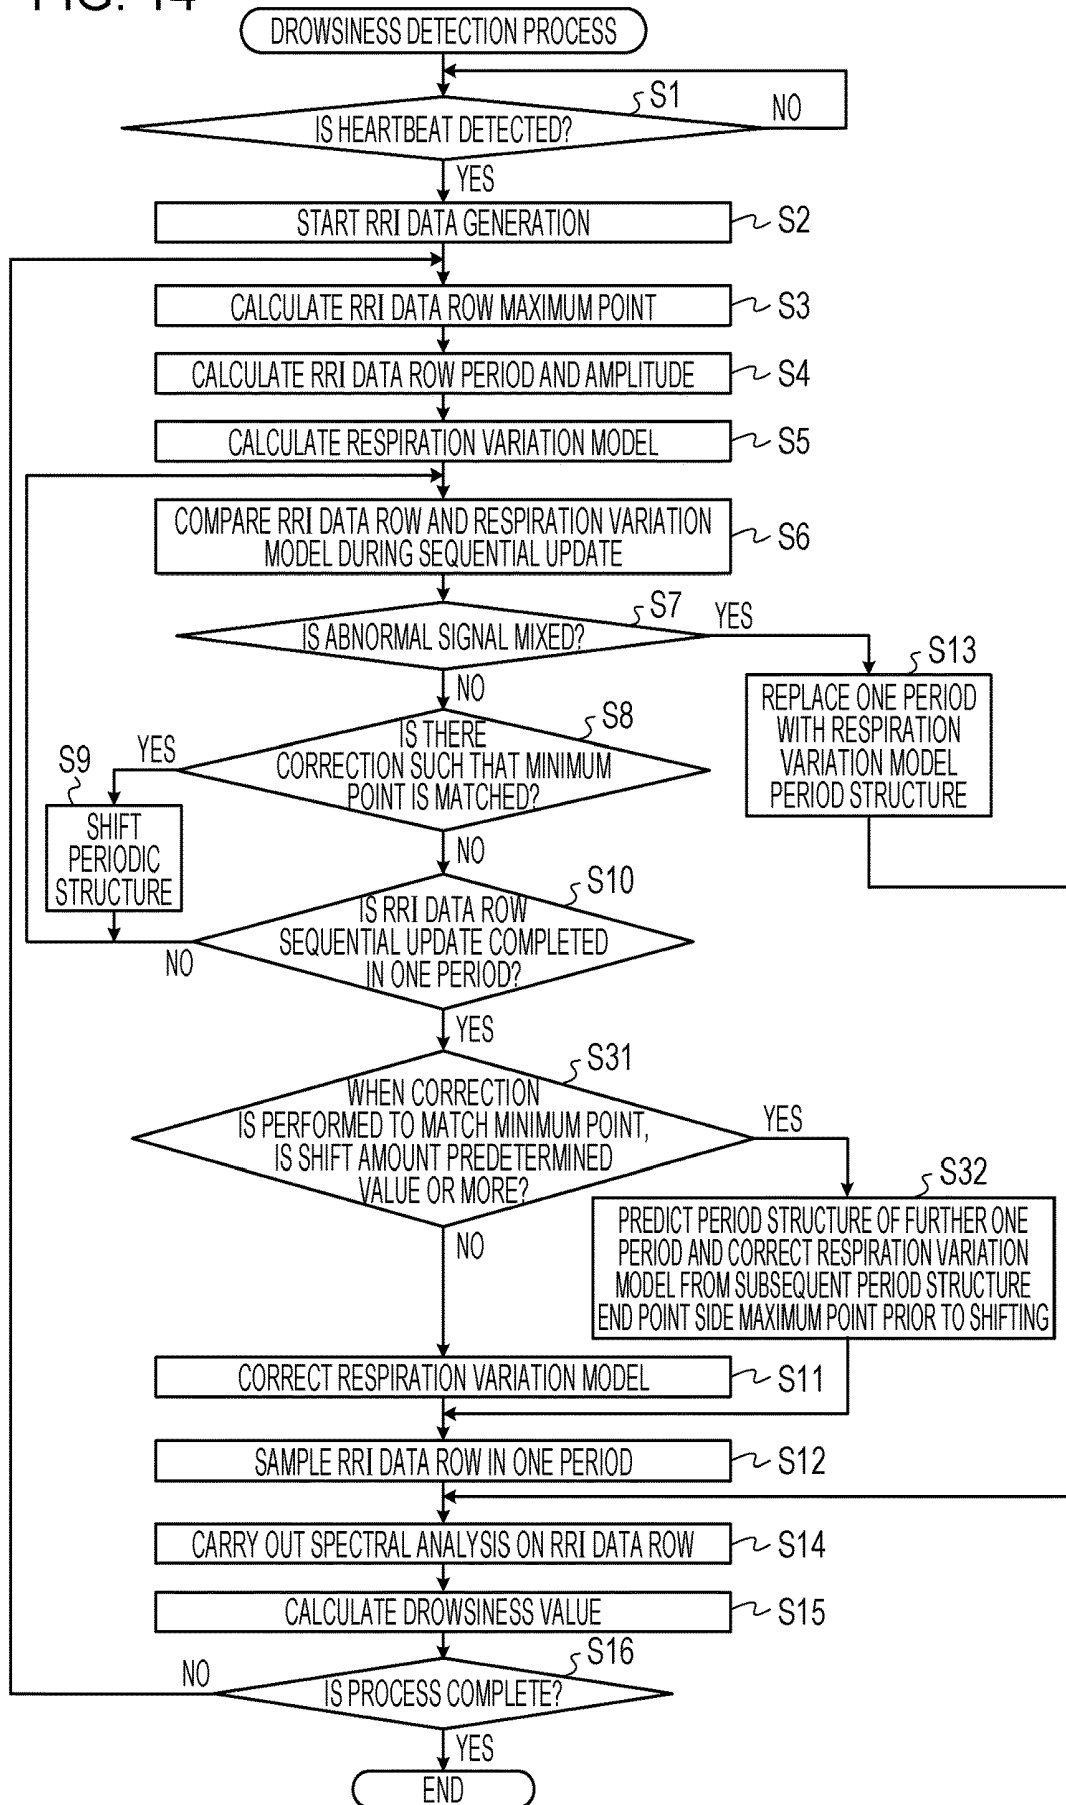 FIG. 14
DROWSINESS DETECTION PROCESS
S1
IS HEARTBEAT DETECTED?
NO
YES
START RRI DATA GENERATION
S2
CALCULATE RRI DATA ROW MAXIMUM POINT
S3
CALCULATE RRI DATA ROW PERIOD AND AMPLITUDE
S4
CALCULATE RESPIRATION VARIATION MODEL
S5
COMPARE RRI DATA ROW AND RESPIRATION VARIATION
MODEL DURING SEQUENTIAL UPDATE
S6
S7
IS ABNORMAL SIGNAL MIXED?
YES
NO
S13
REPLACE ONE PERIOD
WITH RESPIRATION
VARIATION MODEL
PERIOD STRUCTURE
S8
IS THERE
CORRECTION SUCH THAT MINIMUM
POINT IS MATCHED?
YES
NO
S9
SHIFT
PERIODIC
STRUCTURE
S10
IS RRI DATA ROW
SEQUENTIAL UPDATE COMPLETED
IN ONE PERIOD?
NO
YES
S31
WHEN CORRECTION
IS PERFORMED TO MATCH MINIMUM POINT,
IS SHIFT AMOUNT PREDETERMINED
VALUE OR MORE?
YES
NO
S32
PREDICT PERIOD STRUCTURE OF FURTHER ONE
PERIOD AND CORRECT RESPIRATION VARIATION
MODEL FROM SUBSEQUENT PERIOD STRUCTURE
END POINT SIDE MAXIMUM POINT PRIOR TO SHIFTING
CORRECT RESPIRATION VARIATION MODEL
S11
SAMPLE RRI DATA ROW IN ONE PERIOD
S12
CARRY OUT SPECTRAL ANALYSIS ON RRI DATA ROW
S14
CALCULATE DROWSINESS VALUE
S15
S16
IS PROCESS COMPLETE?
NO
YES
END